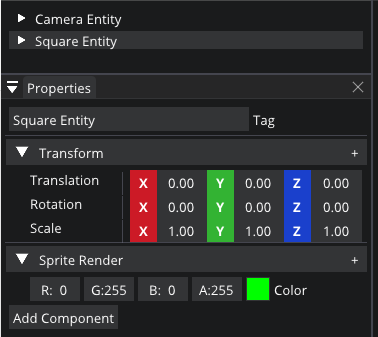 Camera Entity
Square Entity
Properties
Square Entity Tag
Transform +
Translation X 0.00 Y 0.00 Z 0.00
Rotation X 0.00 Y 0.00 Z 0.00
Scale X 1.00 Y 1.00 Z 1.00
Sprite Render +
R: 0 G:255 B: 0 A:255 Color
Add Component